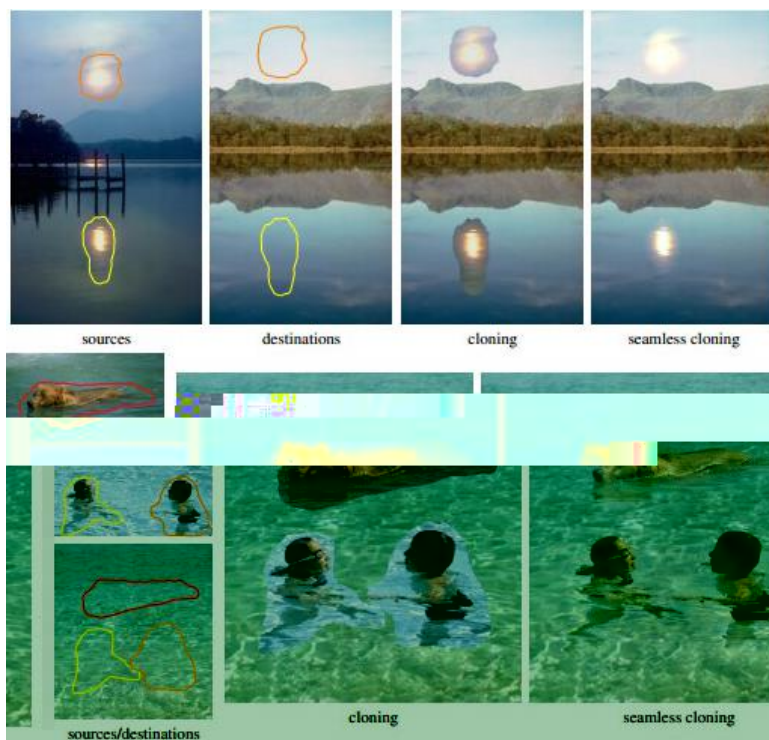 sources
destinations
cloning
seamless cloning
cloning
seamless cloning
sources/destinations